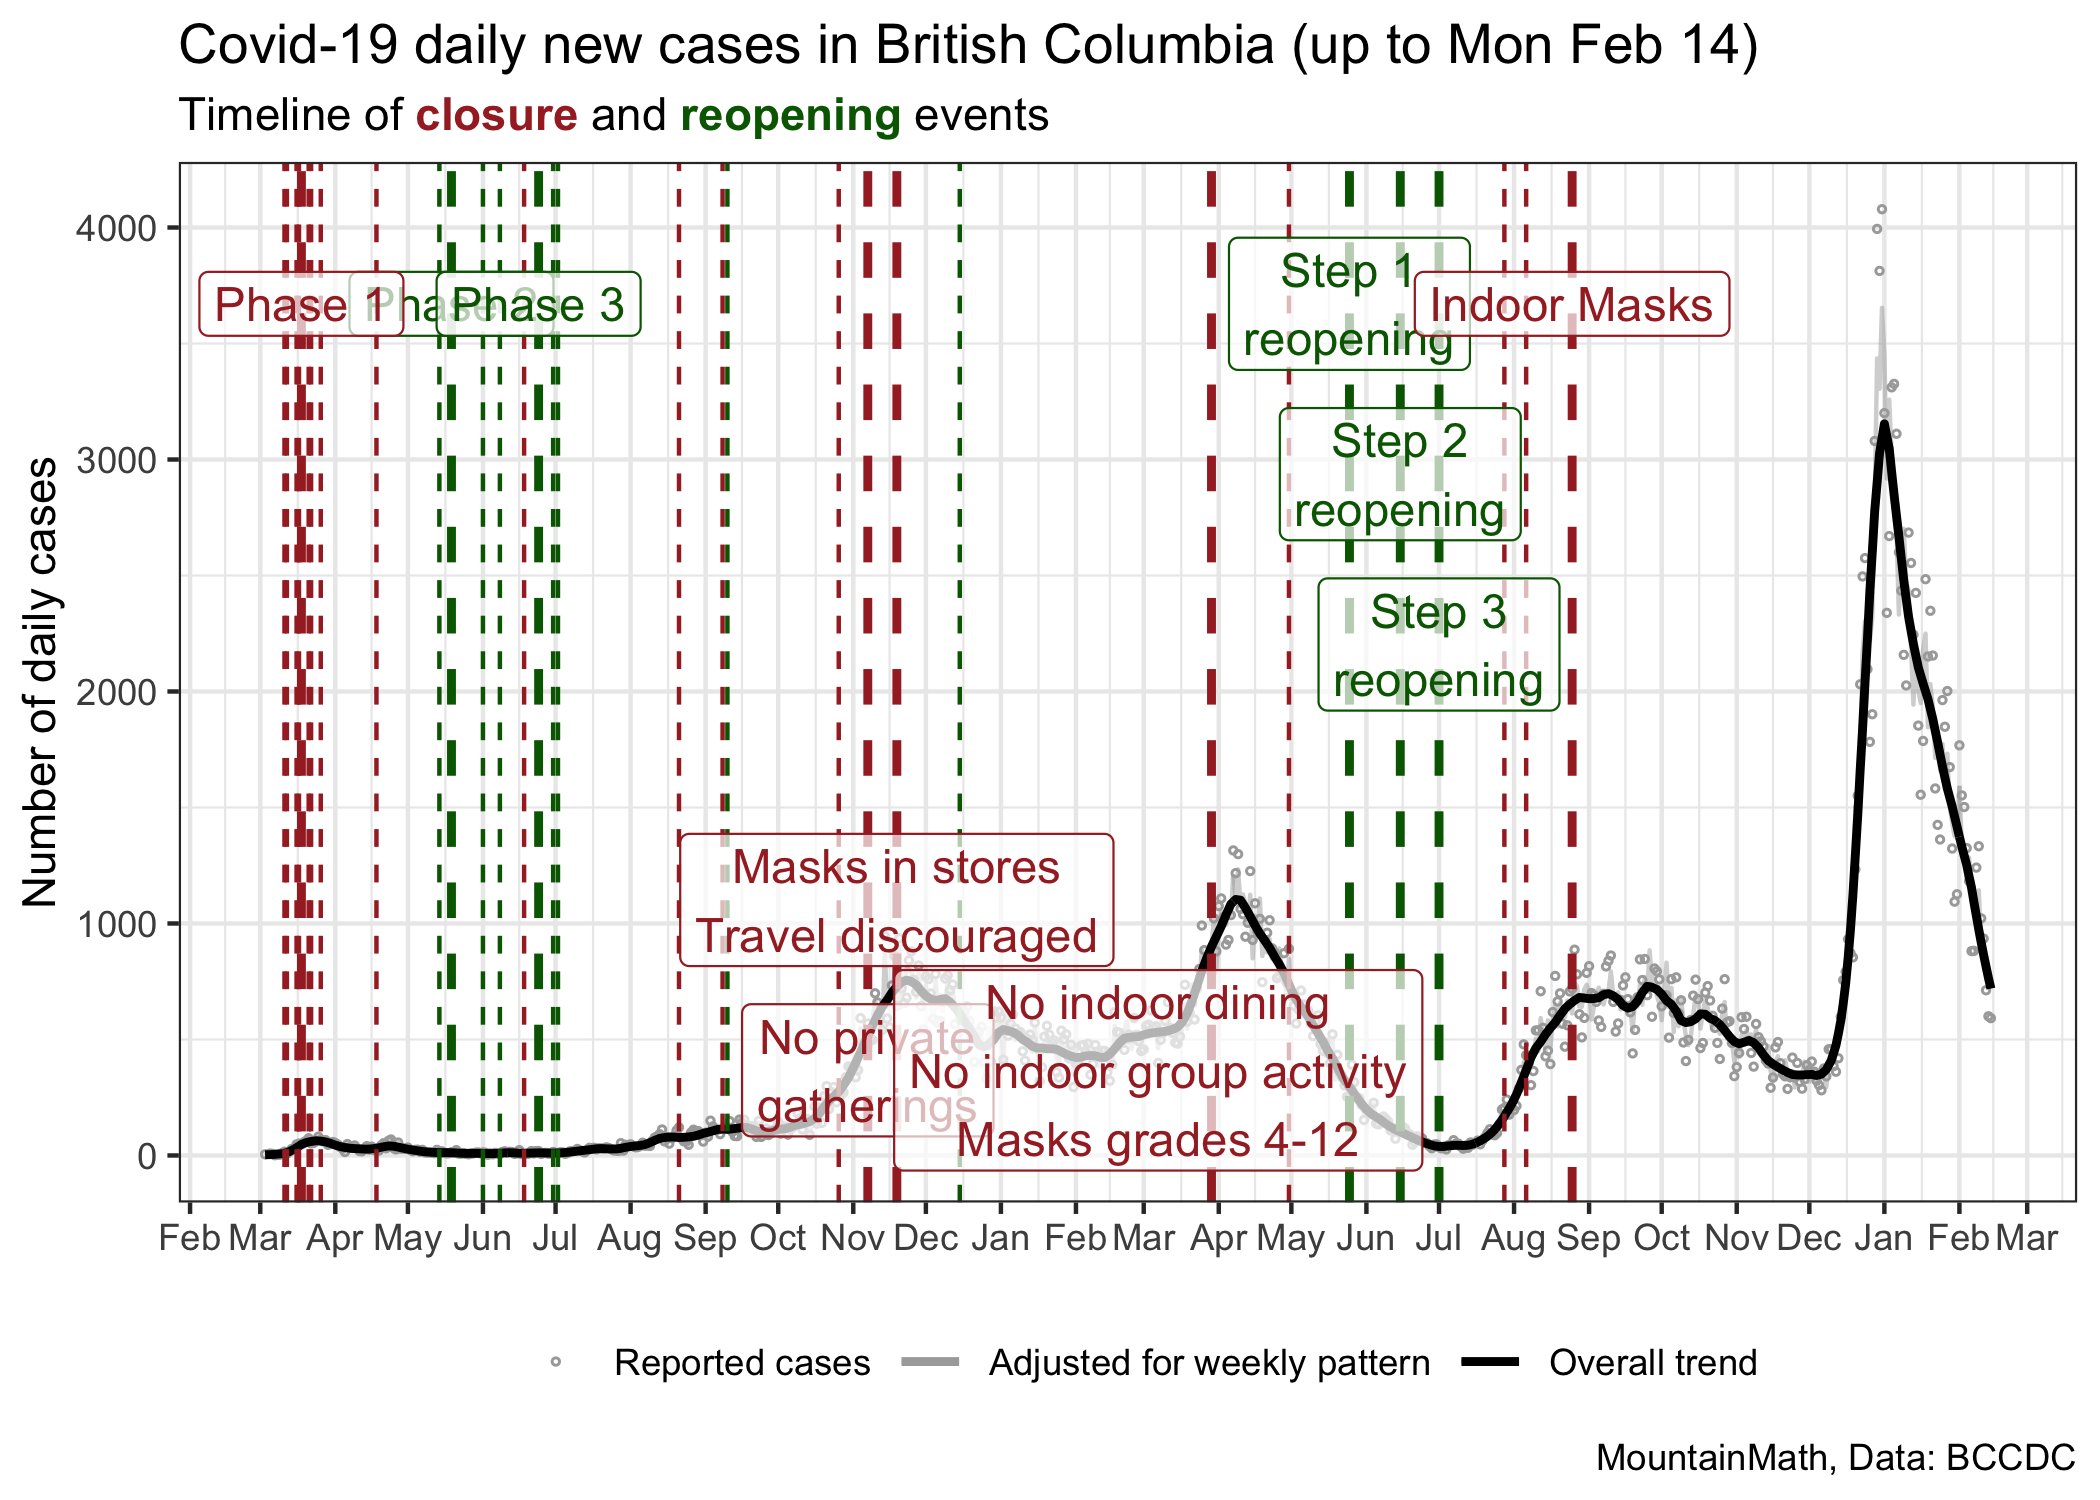 Covid-19 daily new cases in British Columbia (up to Mon Feb 14)
Timeline of closure and reopening events
Number of daily cases
4000
3000
2000
1000
0
Phase 1
Phase 2
Phase 3
Step 1
reopening
Indoor Masks
Step 2
reopening
Step 3
reopening
Masks in stores
Travel discouraged
No private
gatherings
No indoor dining
No indoor group activity
Masks grades 4-12
Feb Mar Apr May Jun Jul Aug Sep Oct Nov Dec Jan Feb Mar Apr May Jun Jul Aug Sep Oct Nov Dec Jan Feb Mar
Reported cases Adjusted for weekly pattern Overall trend
MountainMath, Data: BCCDC